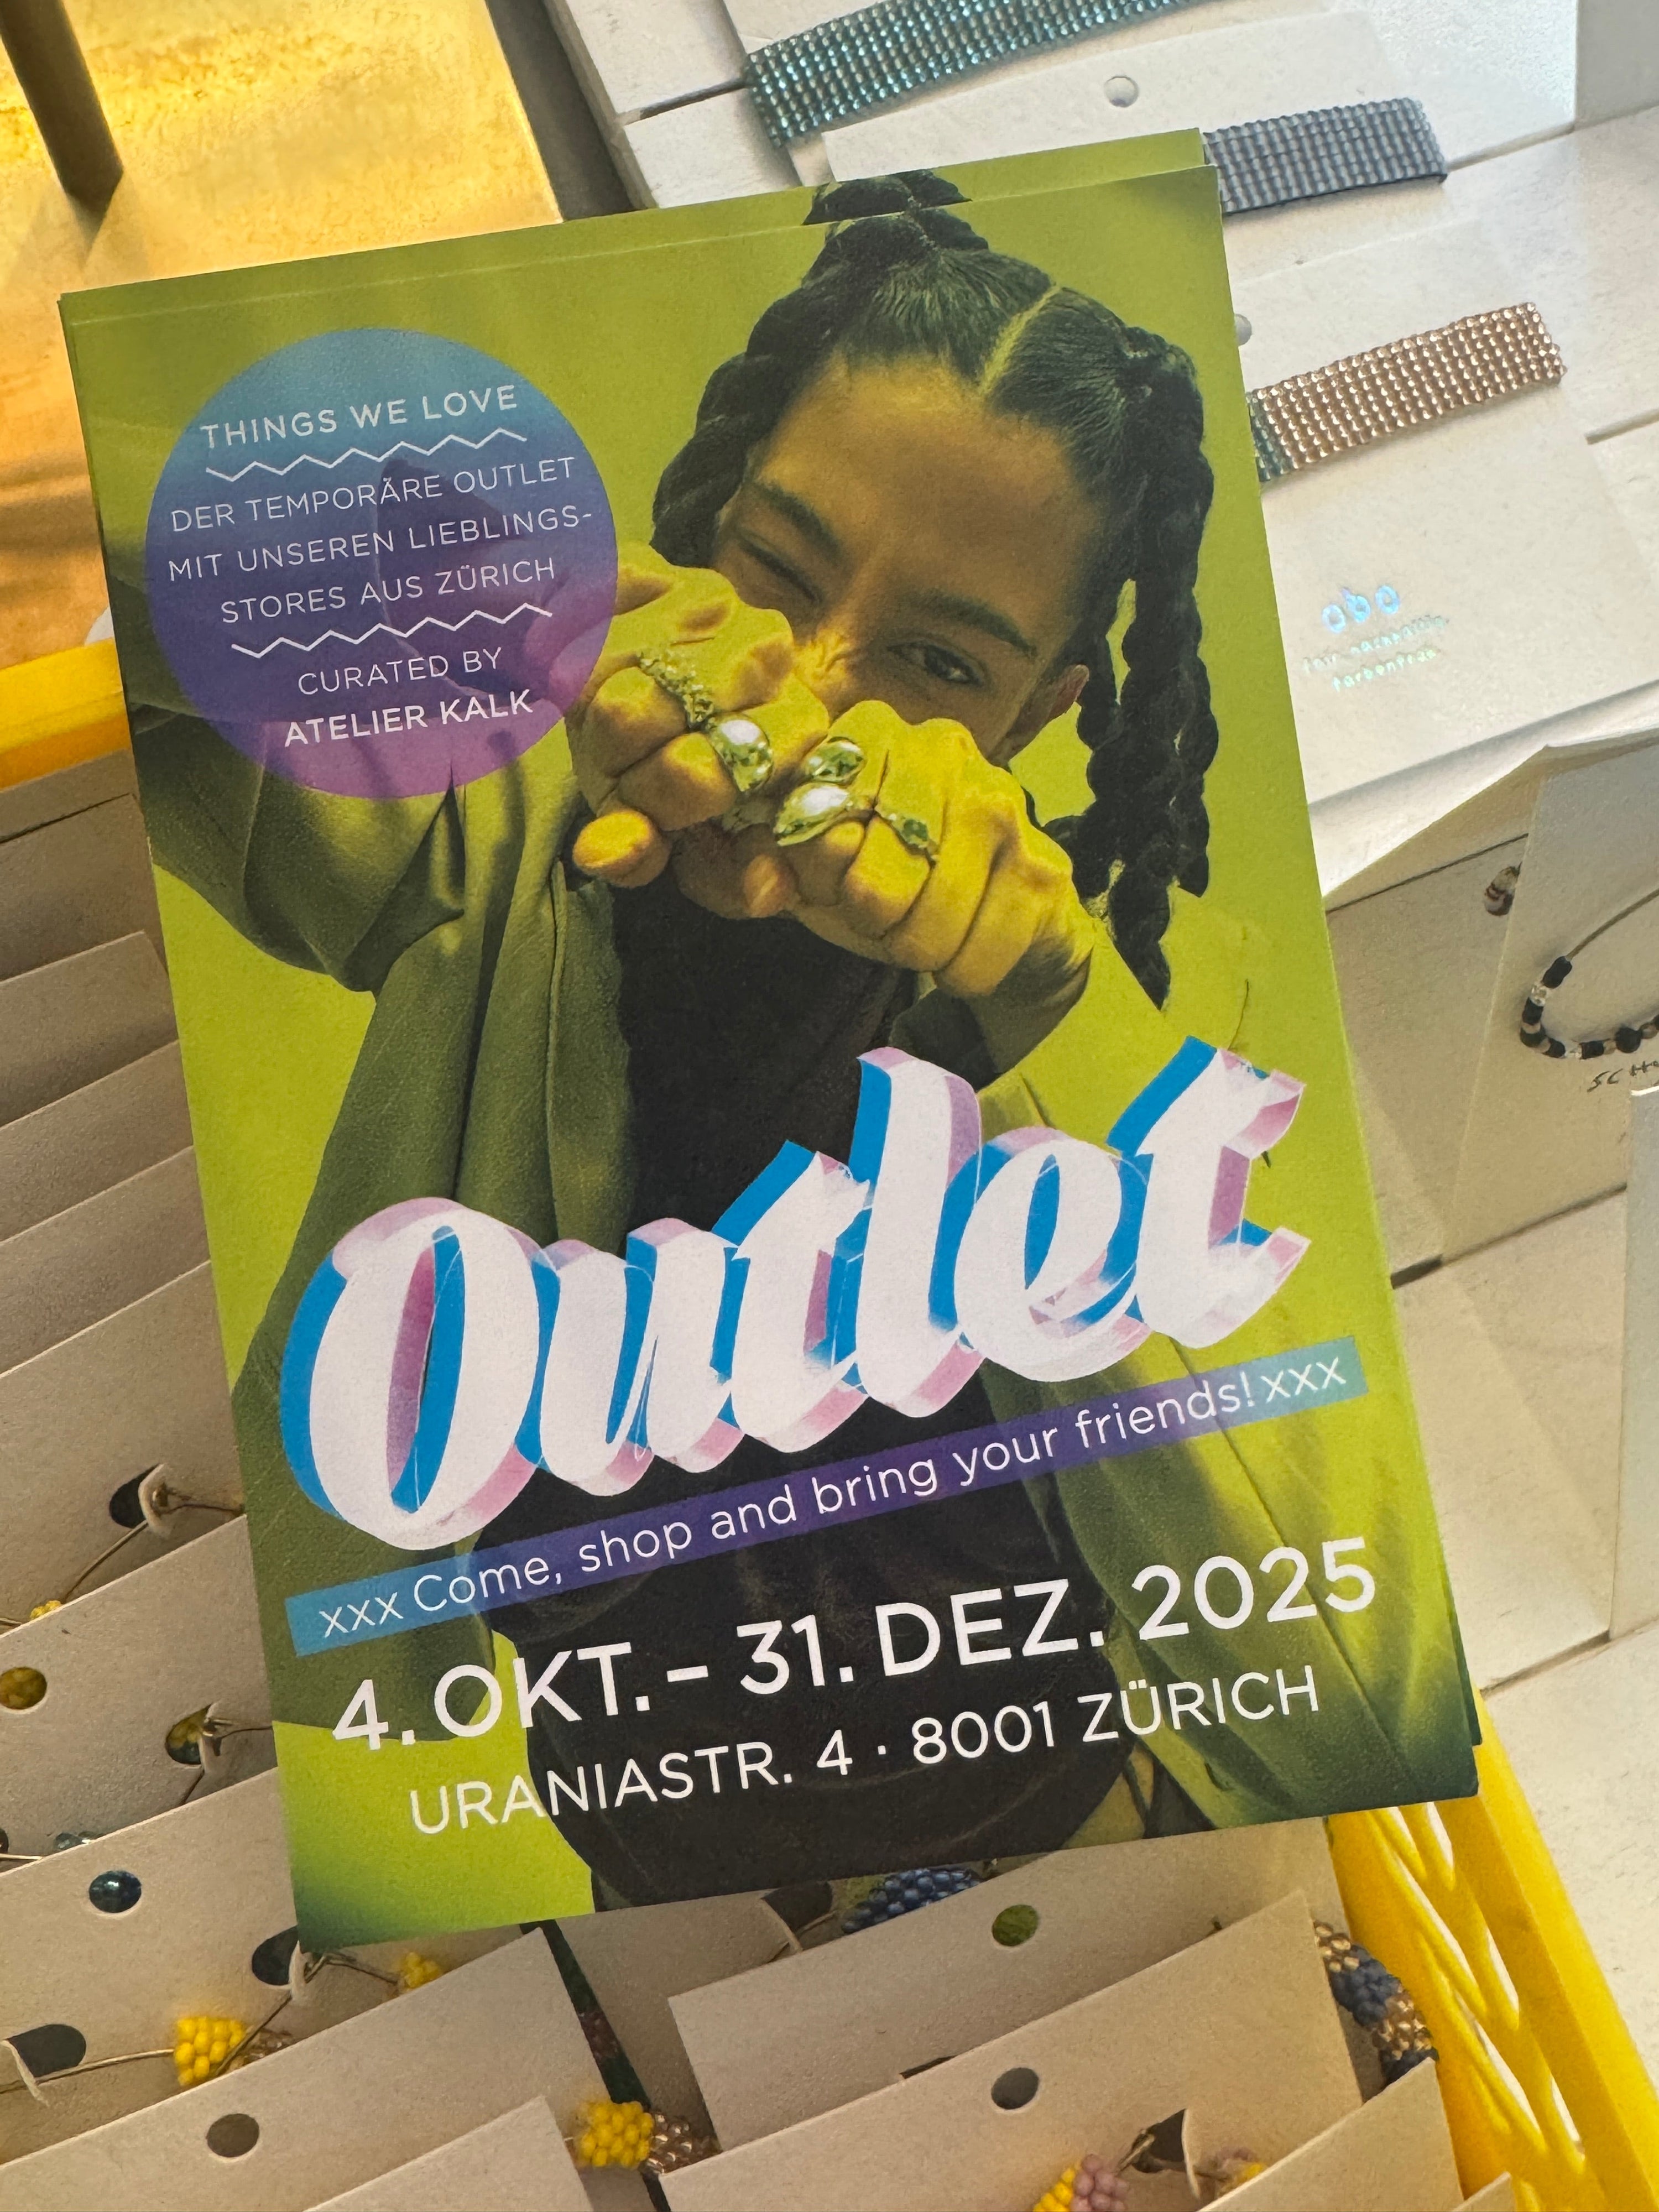 THINGS WE LOVE
DER TEMPORÄRE OUTLET
MIT UNSEREN LIEBLINGS-
STORES AUS ZÜRICH
CURATED BY
ATELIER KALK
Outlet
xxx Come, shop and bring your friends! xxx
4. OKT. – 31. DEZ. 2025
URANIASTR. 4 · 8001 ZÜRICH
obo